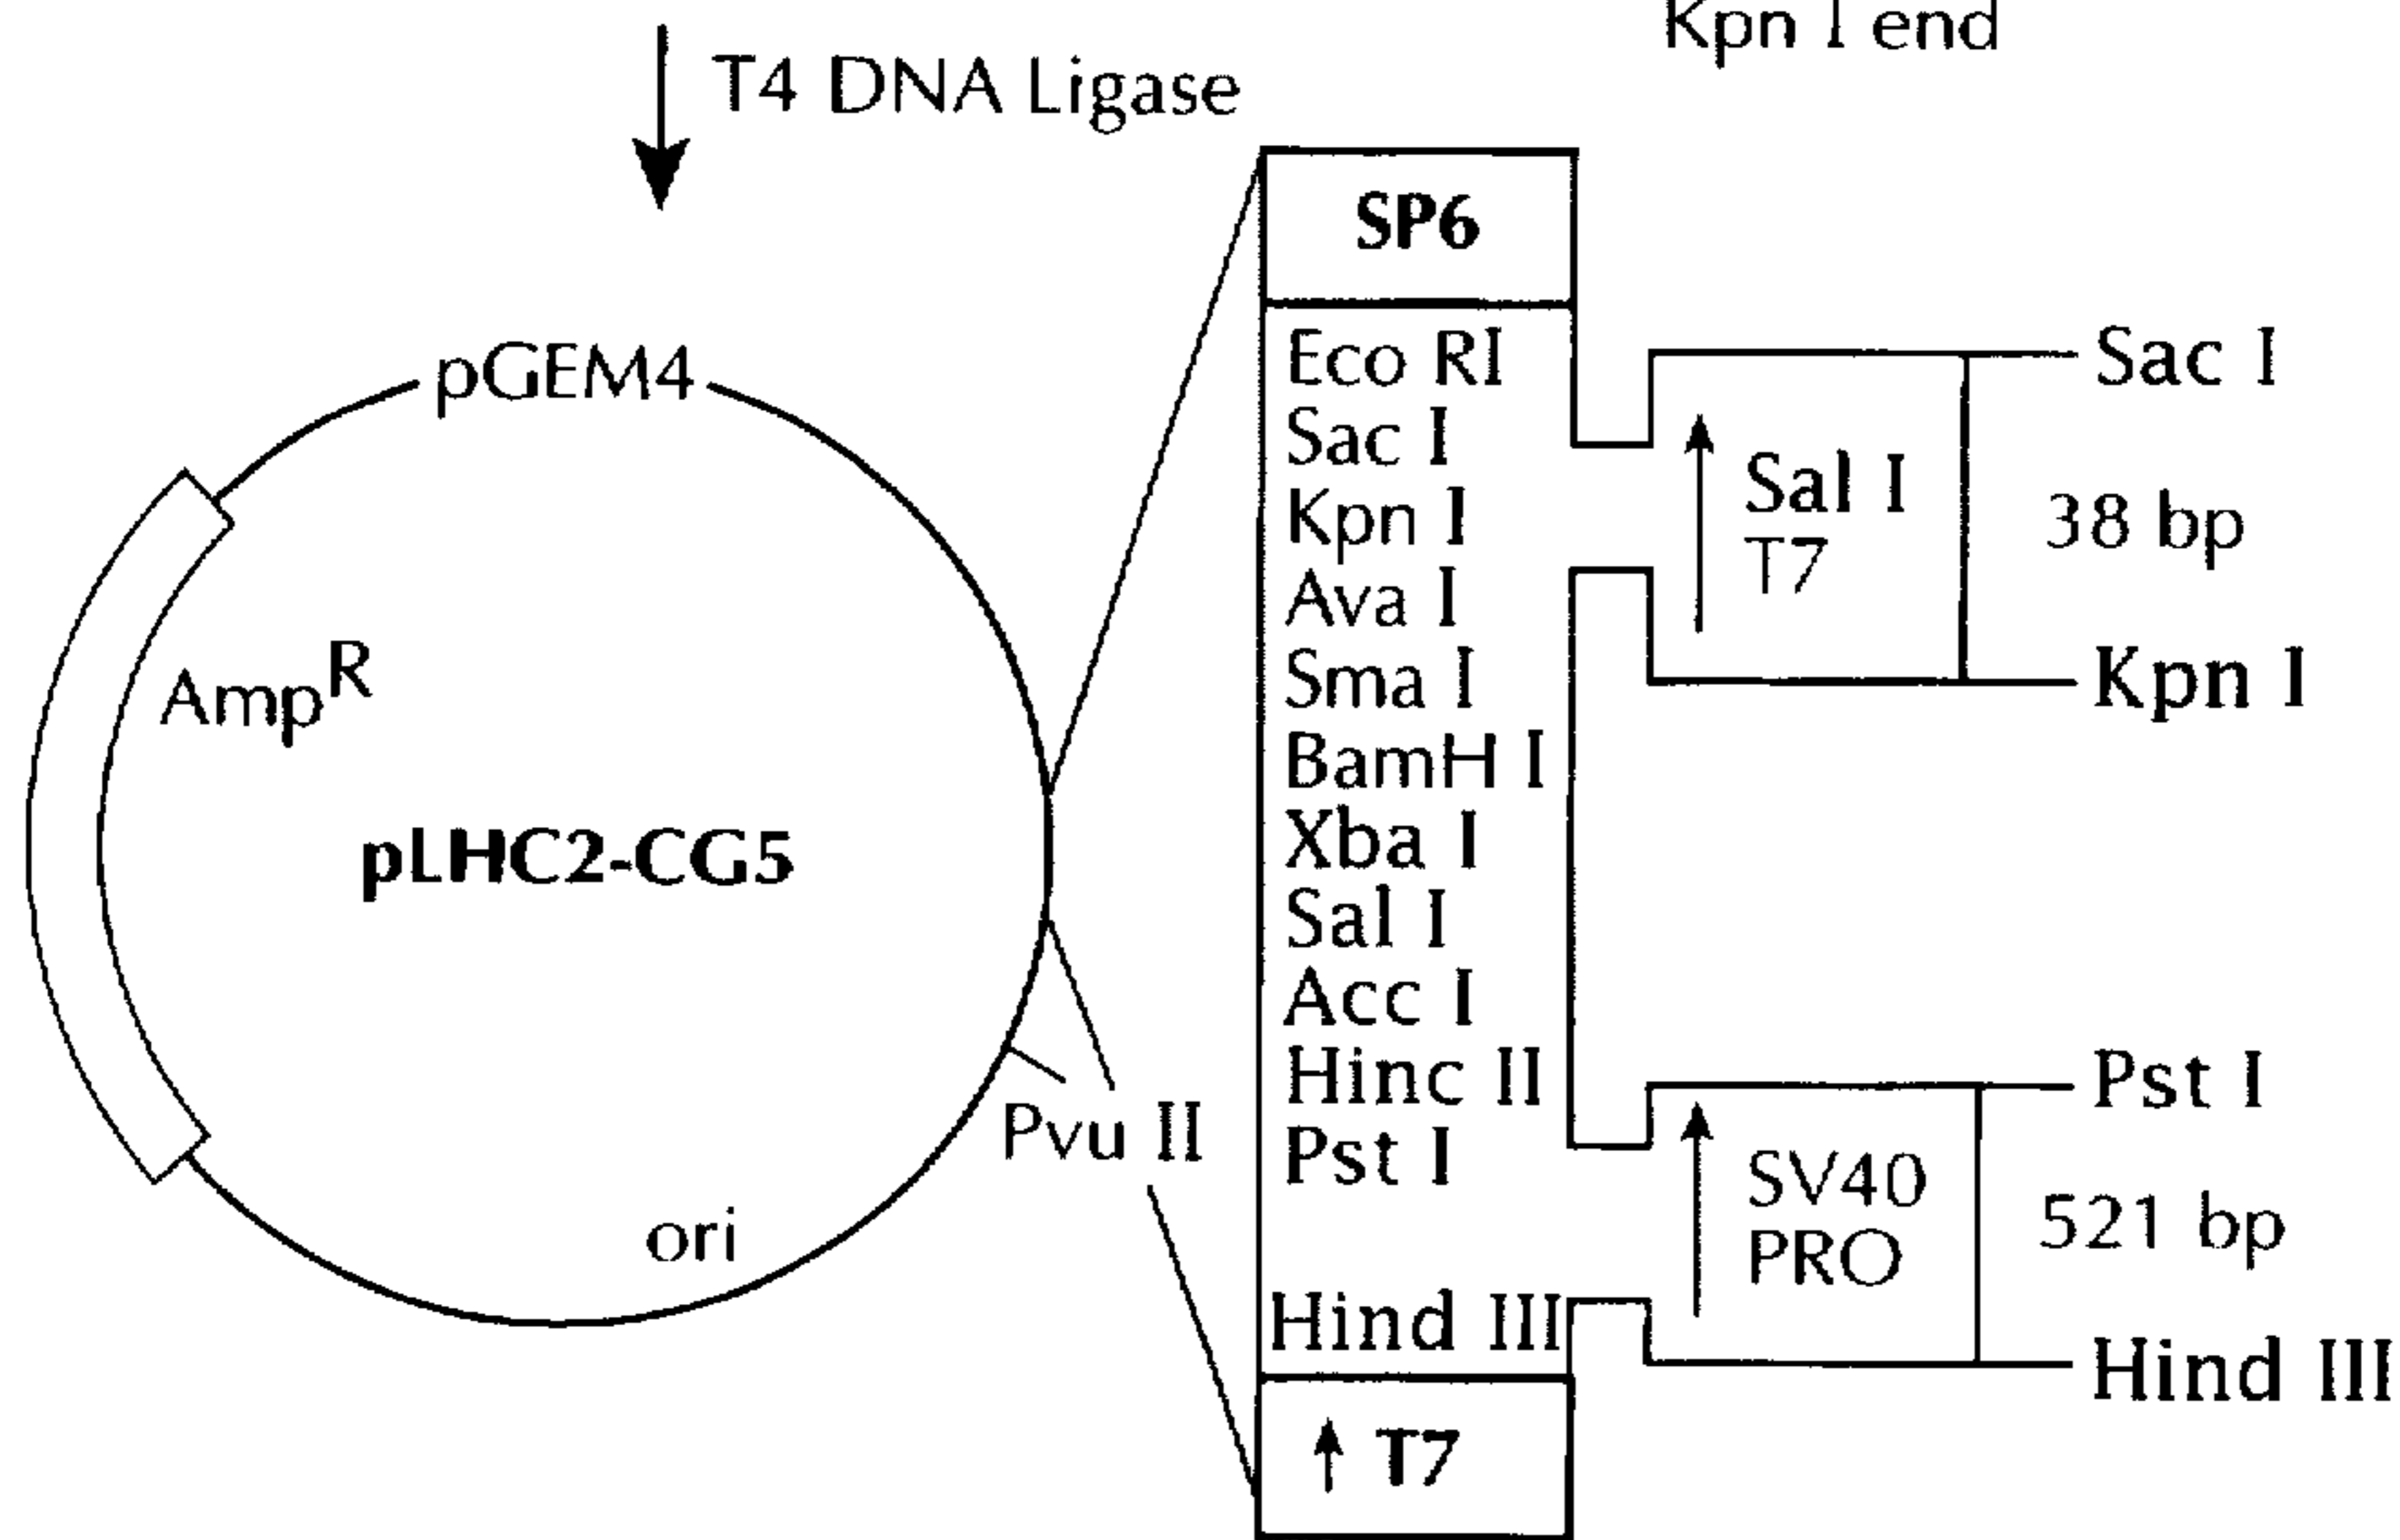 Kpn I end
T4 DNA Ligase
pGEM4
Amp^R
pLHC2-CG5
ori
Pvu II
SP6
Eco RI
Sac I
Kpn I
Ava I
Sma I
BamH I
Xba I
Sal I
Acc I
Hinc II
Pst I
Hind III
T7
Sac I
Sal I
T7
38 bp
Kpn I
Pst I
SV40
PRO
521 bp
Hind III